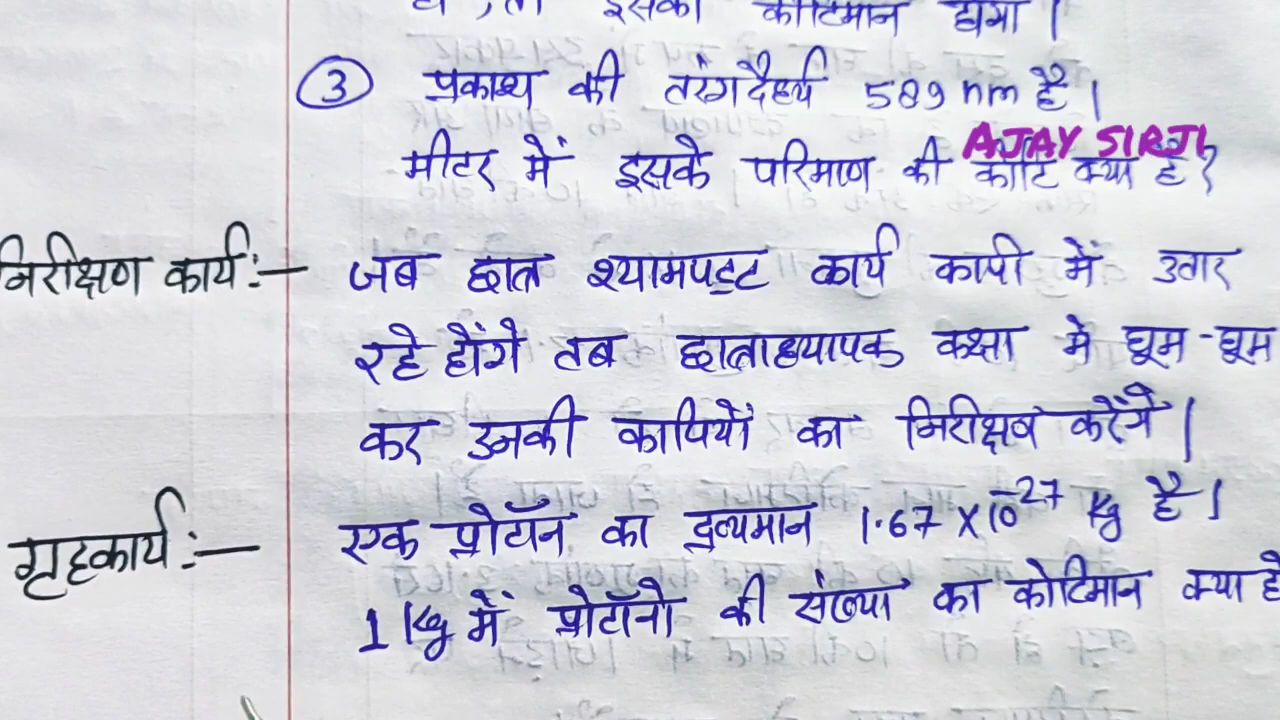 हो, तो इसका कोटिमान होगा।
③ प्रकाश की तरंगदैर्ध्य 589 nm है।
AJAY SIRJI
मीटर में इसके परिमाण की कोटि क्या है?
निरीक्षण कार्य:— जब छात्र श्यामपट्ट कार्य कापी में उतार
रहे होंगे तब छात्राध्यापक कक्षा मे घूम-घूम
कर उनकी कापियों का निरीक्षण करेंगे।
गृहकार्य:— एक प्रोटॉन का द्रव्यमान 1.67 × 10⁻²⁷ kg है।
1 kg में प्रोटॉनो की संख्या का कोटिमान क्या है